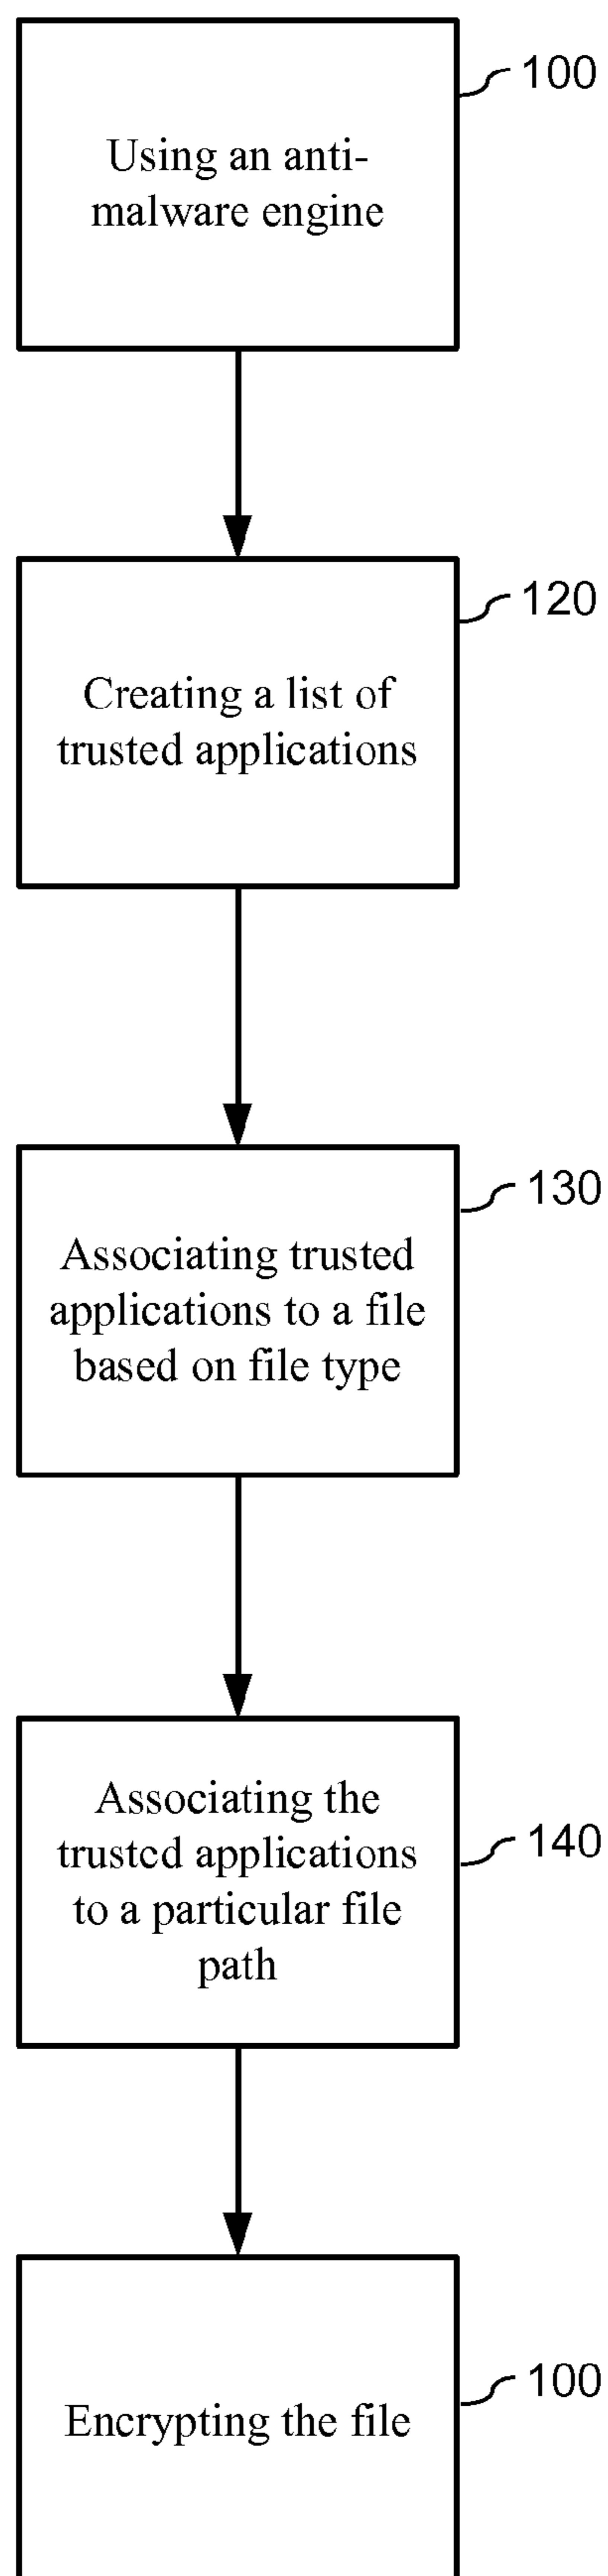 100
Using an anti-
malware engine
120
Creating a list of
trusted applications
130
Associating trusted
applications to a file
based on file type
140
Associating the
trusted applications
to a particular file
path
100
Encrypting the file